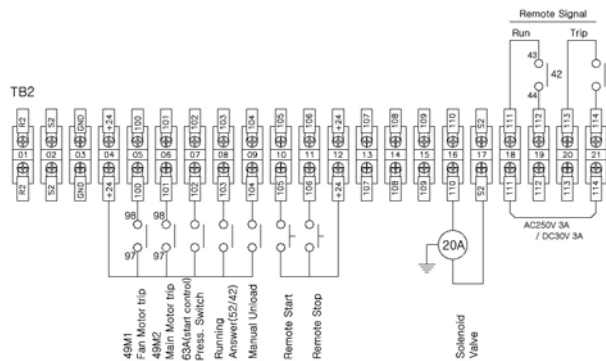 Remote Signal
Run Trip
43
44
42
TB2
R2 S2 GND +24 100 101 102 103 104 105 106 +24 107 108 109 110 S2 111 112 113 114
01 02 03 04 05 06 07 08 09 10 11 12 13 14 15 16 17 18 19 20 21
R2 S2 GND +24 100 101 102 103 104 105 106 +24 107 108 109 110 S2 111 112 113 114
98 98
97 97
AC250V 3A
/ DC30V 3A
20A
49M1
Fan Motor trip
49M2
Main Motor trip
63A(start control)
Press. Switch
Running
Answer(52/42)
Manual Unload
Remote Start
Remote Stop
Solenoid
Valve